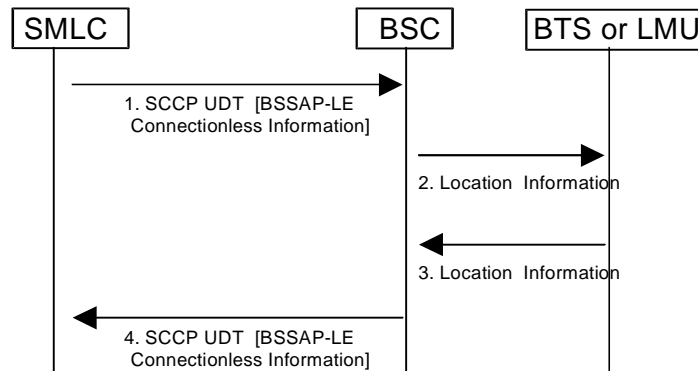 SMLC
BSC
BTS or LMU
1. SCCP UDT [BSSAP-LE
Connectionless Information]
2. Location Information
3. Location Information
4. SCCP UDT [BSSAP-LE
Connectionless Information]